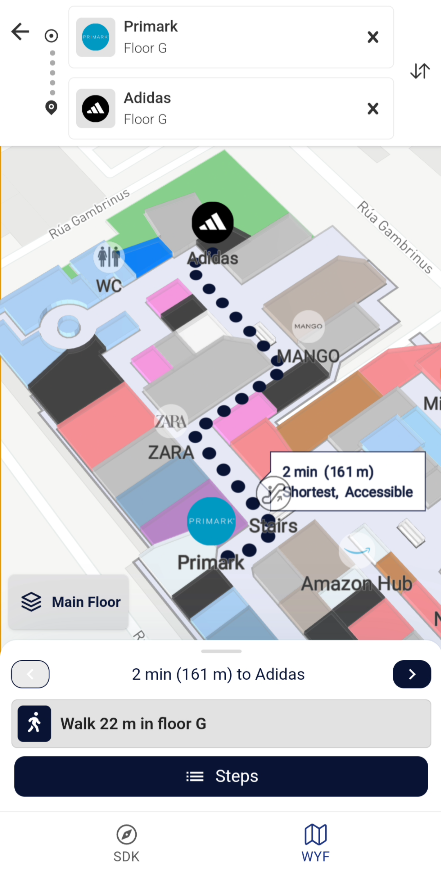 Primark
Floor G
PRIMARK
Adidas
Floor G
Rúa Gambrinus
Rúa Gambrinus
Adidas
WC
MANGO
MANGO
Mi
ZARA
ZARA
2 min (161 m)
Shortest, Accessible
PRIMARK
Stairs
Primark
Amazon Hub
Main Floor
N
R
2 min (161 m) to Adidas
Walk 22 m in floor G
Steps
SDK
WYF